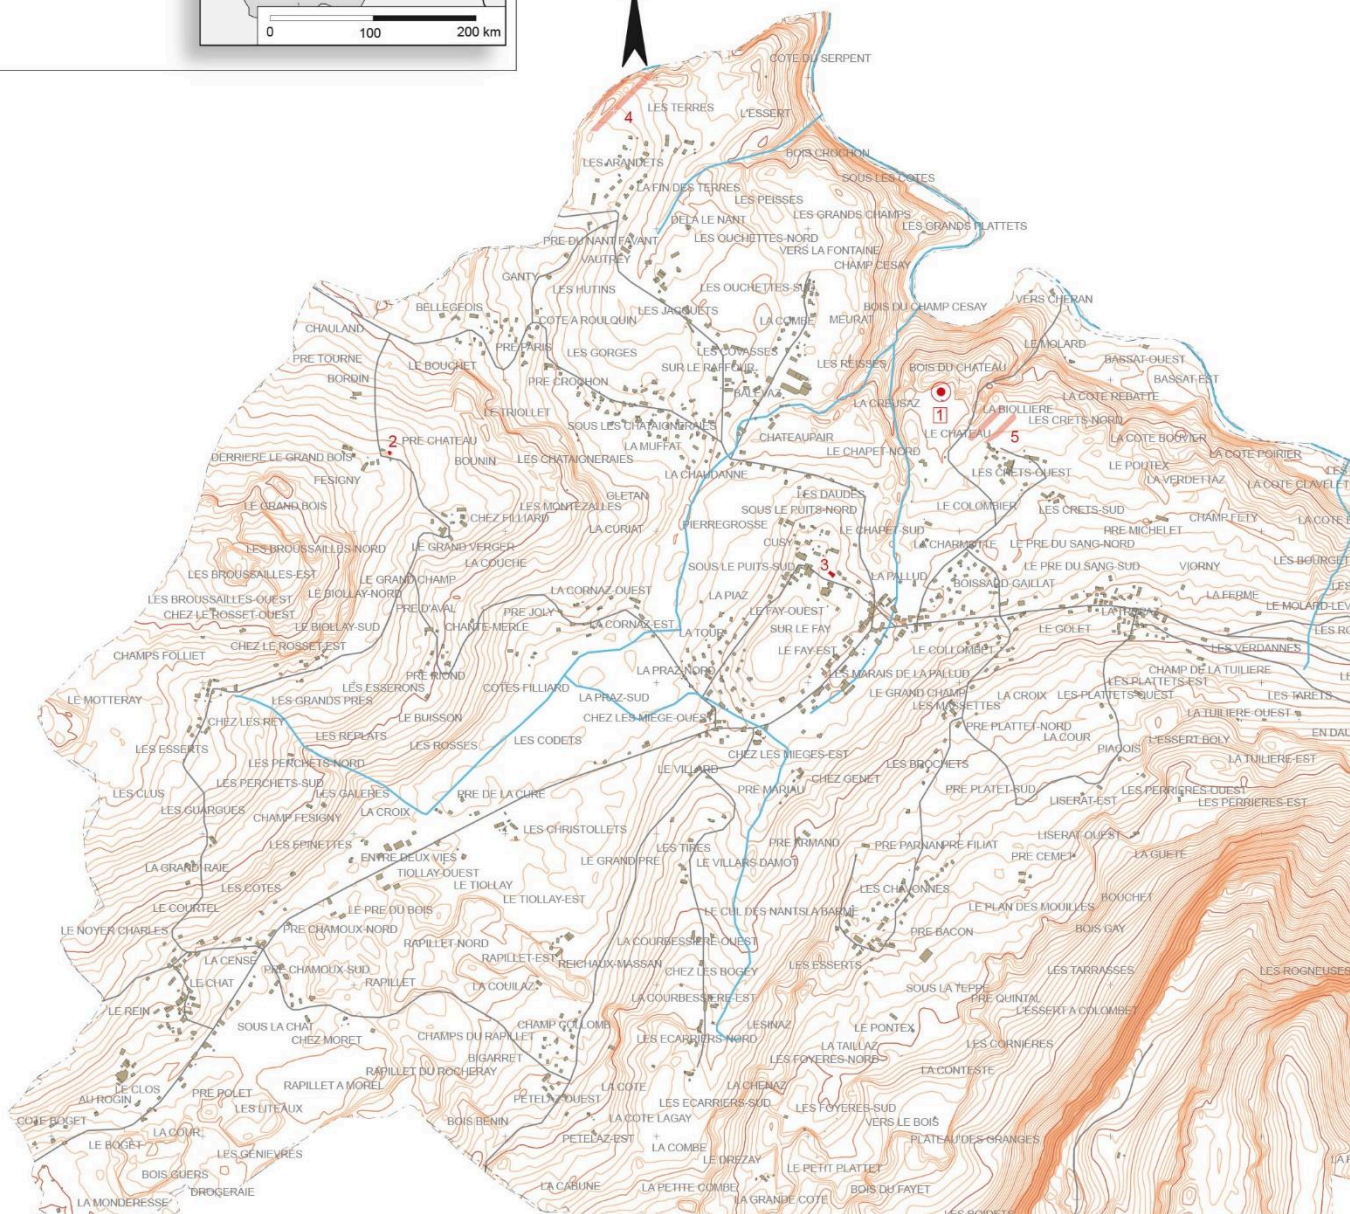 0 100 200 km
COTE DU SERPENT
LES TERRES
L'ESSERT
4
BOIS CROCHON
LES ARANDETS
SOUS LES COTES
LA FIN DES TERRES
LES PEISSES
DELA LE NANT
LES GRANDS CHAMPS
LES GRANDS PLATTETS
PRE DU NANT FAVANT
LES OUCHETTES-NORD
VERS LA FONTAINE
VAUTREY
CHAMP CESAY
GANTY
LES HUTINS
LES OUCHETTES-SUD
BELLEGEOIS
LES JACQUETS
BOIS DU CHAMP CESAY
VERS CHERAN
CHAULAND
COTE A ROULQUIN
LA COMBE
MEURAT
PRE TOURNE
PRE PARIS
LES GORGES
LES COVASSES
LE MOLARD
BORDIN
LE BOUCHET
SUR LE RAFFOUR
LES REISSES
BOIS DU CHATEAU
BASSAT-OUEST
PRE CROCHON
BALEVAZ
BASSAT-EST
LE TRIOLLET
LA CREUSAZ
1
LA BIOLLIERE
LA COTE REBATTE
SOUS LES CHATAIGNERAIES
LES CRETS-NORD
2
PRE CHATEAU
LA MUFFAT
CHATEAUPAIR
LE CHATEAU
5
LA COTE BOUVIER
DERRIERE LE GRAND BOIS
BOUNIN
LES CHATAIGNERAIES
LE CHAPET-NORD
LA COTE POIRIER
FESIGNY
LA CHAUDANNE
LES CRETS-OUEST
LE POUTEX
LA VERDETTAZ
LA COTE CLAVELET
LE GRAND BOIS
LES MONTEZALLES
GLETAN
LES DAUDES
LE COLOMBIER
LES CRETS-SUD
CHEZ FILLIARD
LA CURIAT
PIERREGROSSE
SOUS LE PUITS-NORD
LE CHAPET-SUD
PRE MICHELET
CHAMP FETY
LES BROUSSAILLES-NORD
LE GRAND VERGER
CUSY
LA CHARMOTTE
LE PRE DU SANG-NORD
LES BROUSSAILLES-EST
LA COUCHE
SOUS LE PUITS-SUD
3
LA PALLUD
LE PRE DU SANG-SUD
VIORNY
LES BOURGET
LES BROUSSAILLES-OUEST
LE GRAND CHAMP
LE BIOLLAY-NORD
LA CORNAZ-OUEST
LA PIAZ
BOISSARD-GAILLAT
LA FERME
CHEZ LE ROSSET-OUEST
PRE D'AVAL
PRE JOLY
LE FAY-OUEST
LA TROPAZ
LE MOLARD-LEV
LE BIOLLAY-SUD
CHANTE-MERLE
LA CORNAZ-EST
LA TOUR
SUR LE FAY
LE GOLET
CHEZ LE ROSSET-EST
LE FAY-EST
LE COLLOMBET
LES VERDANNES
CHAMPS FOLLIET
PRE RIOND
LA PRAZ-NORD
LES MARAIS DE LA PALLUD
CHAMP DE LA TUILIERE
LES ESSERONS
COTES FILLIARD
LE GRAND CHAMP
LES PLATTETS-EST
LE MOTTERAY
LES GRANDS PRES
LA PRAZ-SUD
LES MASSETTES
LA CROIX
LES PLATTETS-OUEST
LES TARETS
CHEZ LES REY
LE BUISSON
CHEZ LES MIEGE-OUEST
PRE PLATTET-NORD
LA TUILIERE-OUEST
LES REPLATS
LES CODETS
LA COUR
L'ESSERT BOLY
EN DAU
LES ESSERTS
LES ROSSES
CHEZ LES MIEGES-EST
PIAGOIS
LA TUILIERE-EST
LES PERCHETS-NORD
LE VILLARD
LES BROCHETS
LES PERCHETS-SUD
CHEZ GENET
LES CLUS
LES GALERES
PRE DE LA CURE
PRE MARIAU
PRE PLATET-SUD
LISERAT-EST
LES PERRIERES-OUEST
LES GUARGUES
CHAMP FESIGNY
LA CROIX
LES PERRIERES-EST
LES CHRISTOLLETS
LISERAT-OUEST
LES EPINETTES
LES TIRES
PRE ARMAND
PRE PARNAN
PRE FILIAT
LA GRAND-RAIE
ENTRE DEUX VIES
LE GRAND PRE
LE VILLARS-DAMOT
PRE CEMET
LA GUETE
TIOLLAY-OUEST
LES COTES
LE TIOLLAY
LES CHAVONNES
BOUCHET
LE COURTEL
LE PRE DU BOIS
LE TIOLLAY-EST
LE CUL DES NANTS
LA BARME
LE PLAN DES MOUILLES
LE NOYER CHARLES
PRE CHAMOUX-NORD
PRE BACON
BOIS GAY
RAPILLET-NORD
LA COURBESSIERE-OUEST
LA CENSE
RAPILLET-EST
REICHAUX-MASSAN
CHEZ LES BOGEY
LES ESSERTS
LES TARRASSES
LES ROGNEUSES
PRE CHAMOUX-SUD
LE CHAT
RAPILLET
LA COUILAZ
SOUS LA TEPPE
LA COURBESSIERE-EST
PRE QUINTAL
LE REIN
L'ESSERT A COLOMBET
SOUS LA CHAT
CHAMP COLLOMB
LESINAZ
LE PONTEX
CHEZ MORET
CHAMPS DU RAPILLET
LES ECARRIERS-NORD
LA TAILLAZ
LES CORNIERES
BIGARRET
LES FOYERES-NORD
RAPILLET DU ROCHERAY
LA CONTESTE
LE CLOS
PRE POLET
RAPILLET A MOREL
LA COTE
LA CHENAZ
AU ROGIN
PETELAZ-OUEST
LES ECARRIERS-SUD
LES LITEAUX
LES FOYERES-SUD
COTE BOGET
BOIS BENIN
LA COTE LAGAY
VERS LE BOIS
LA COUR
LE BOGET
PETELAZ-EST
LA COMBE
PLATEAU DES GRANGES
LES GENIEVRES
LE DREZAY
BOIS GUERS
LE PETIT PLATTET
DROGERAIE
LA CABUNE
LA PETITE COMBE
BOIS DU FAYET
LA MONDERESSE
LA GRANDE COTE